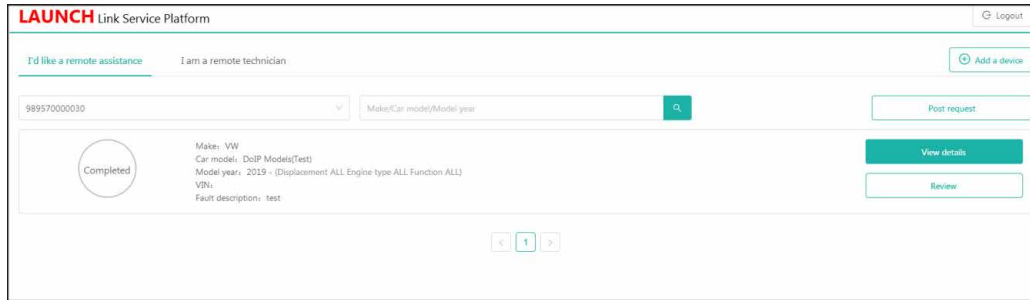 LAUNCH Link Service Platform
Logout
I'd like a remote assistance
I am a remote technician
Add a device
989570000030
Make/Car model/Model year
Post request
Completed
Make: VW
Car model: DoIP Models(Test)
Model year: 2019 - (Displacement ALL Engine type ALL Function ALL)
VIN:
Fault description: test
View details
Review
< 1 >